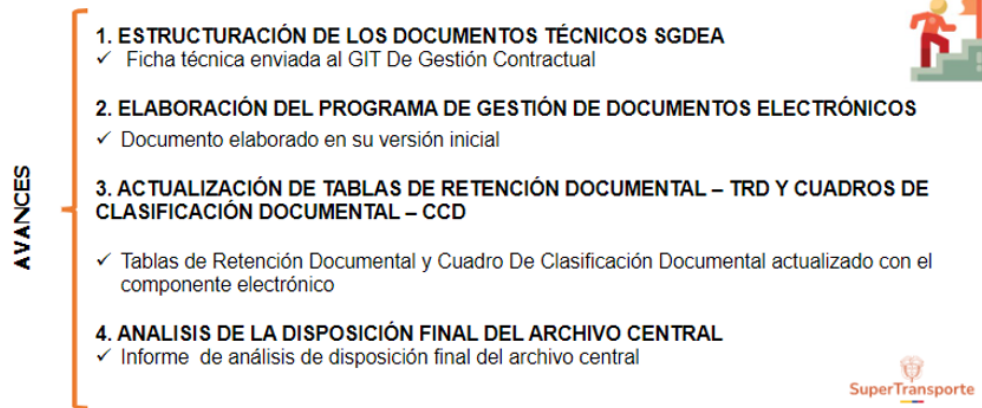 1. ESTRUCTURACIÓN DE LOS DOCUMENTOS TÉCNICOS SGDEA
✓ Ficha técnica enviada al GIT De Gestión Contractual
2. ELABORACIÓN DEL PROGRAMA DE GESTIÓN DE DOCUMENTOS ELECTRÓNICOS
✓ Documento elaborado en su versión inicial
AVANCES
3. ACTUALIZACIÓN DE TABLAS DE RETENCIÓN DOCUMENTAL – TRD Y CUADROS DE
CLASIFICACIÓN DOCUMENTAL – CCD
✓ Tablas de Retención Documental y Cuadro De Clasificación Documental actualizado con el
componente electrónico
4. ANALISIS DE LA DISPOSICIÓN FINAL DEL ARCHIVO CENTRAL
✓ Informe de análisis de disposición final del archivo central
SuperTransporte